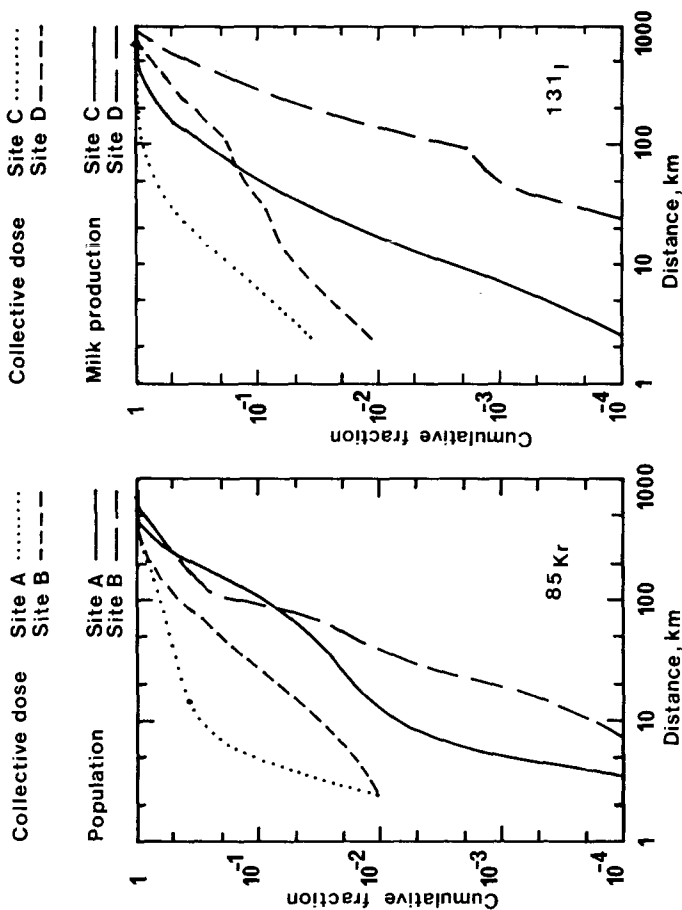 Collective dose Site A
Site B
Population Site A
Site B
1
10⁻¹
10⁻²
10⁻³
10⁻⁴
Cumulative fraction
85Kr
1 10 100 1000
Distance, km
Collective dose Site C
Site D
Milk production Site C
Site D
1
10⁻¹
10⁻²
10⁻³
10⁻⁴
Cumulative fraction
131I
1 10 100 1000
Distance, km